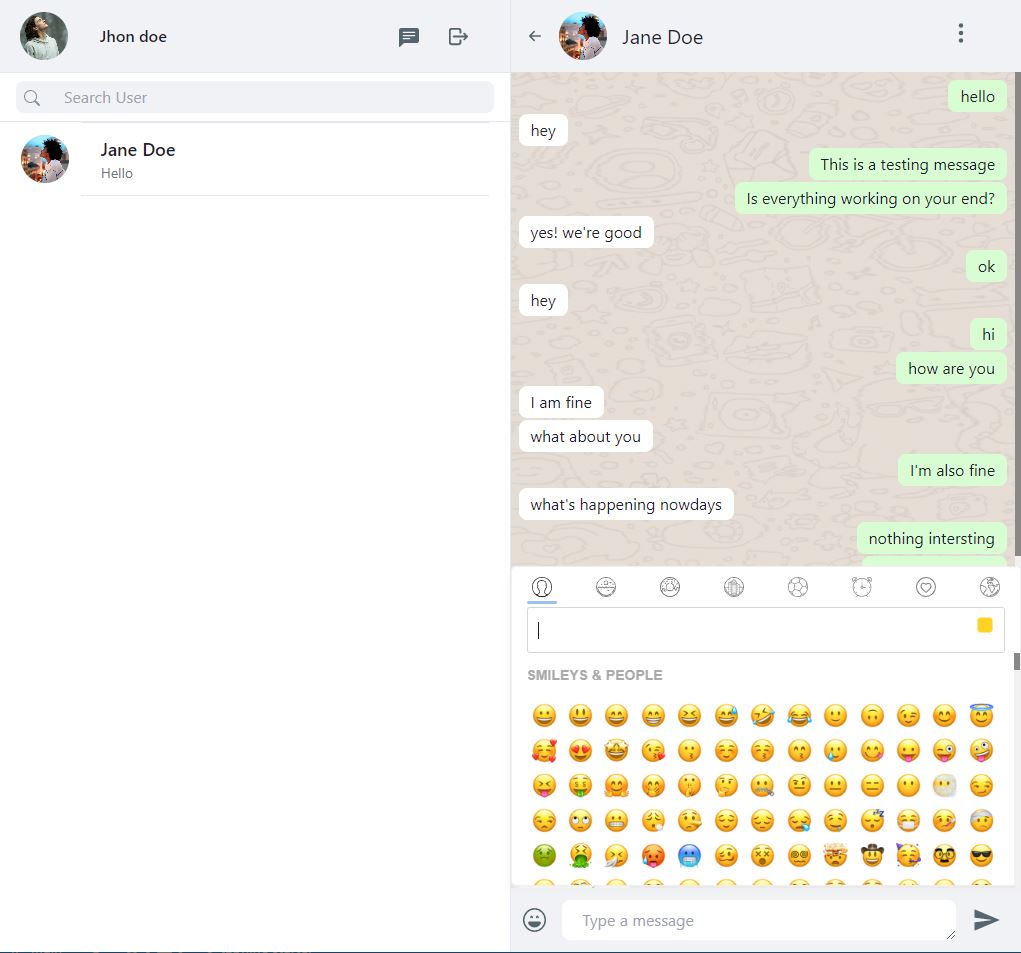 Jhon doe
Search User
Jane Doe
Hello
Jane Doe
hello
hey
This is a testing message
Is everything working on your end?
yes! we're good
ok
hey
hi
how are you
I am fine
what about you
I'm also fine
what's happening nowdays
nothing intersting
SMILEYS & PEOPLE
Type a message